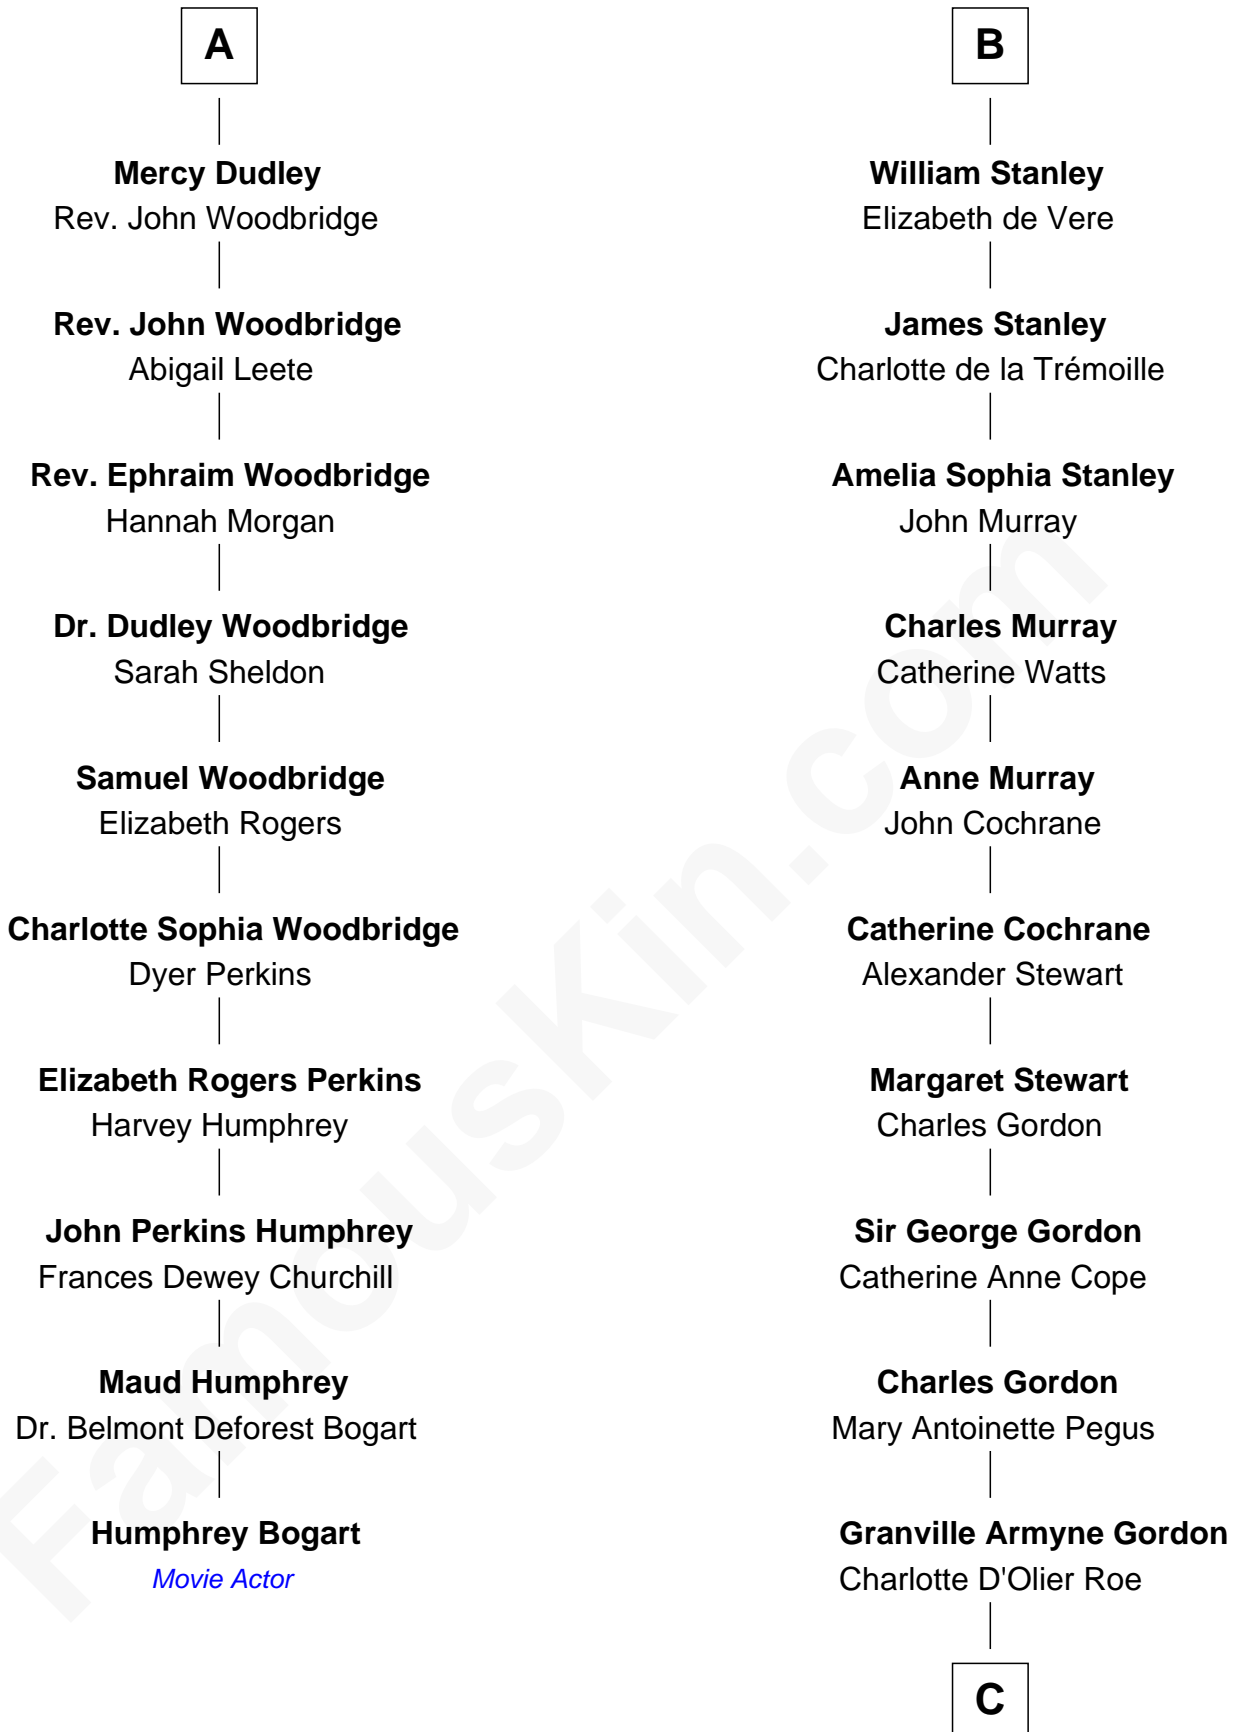 A
Mercy Dudley
Rev. John Woodbridge
Rev. John Woodbridge
Abigail Leete
Rev. Ephraim Woodbridge
Hannah Morgan
Dr. Dudley Woodbridge
Sarah Sheldon
Samuel Woodbridge
Elizabeth Rogers
Charlotte Sophia Woodbridge
Dyer Perkins
Elizabeth Rogers Perkins
Harvey Humphrey
John Perkins Humphrey
Frances Dewey Churchill
Maud Humphrey
Dr. Belmont Deforest Bogart
Humphrey Bogart
Movie Actor
B
William Stanley
Elizabeth de Vere
James Stanley
Charlotte de la Trémoille
Amelia Sophia Stanley
John Murray
Charles Murray
Catherine Watts
Anne Murray
John Cochrane
Catherine Cochrane
Alexander Stewart
Margaret Stewart
Charles Gordon
Sir George Gordon
Catherine Anne Cope
Charles Gordon
Mary Antoinette Pegus
Granville Armyne Gordon
Charlotte D'Olier Roe
C
FamousKin.com